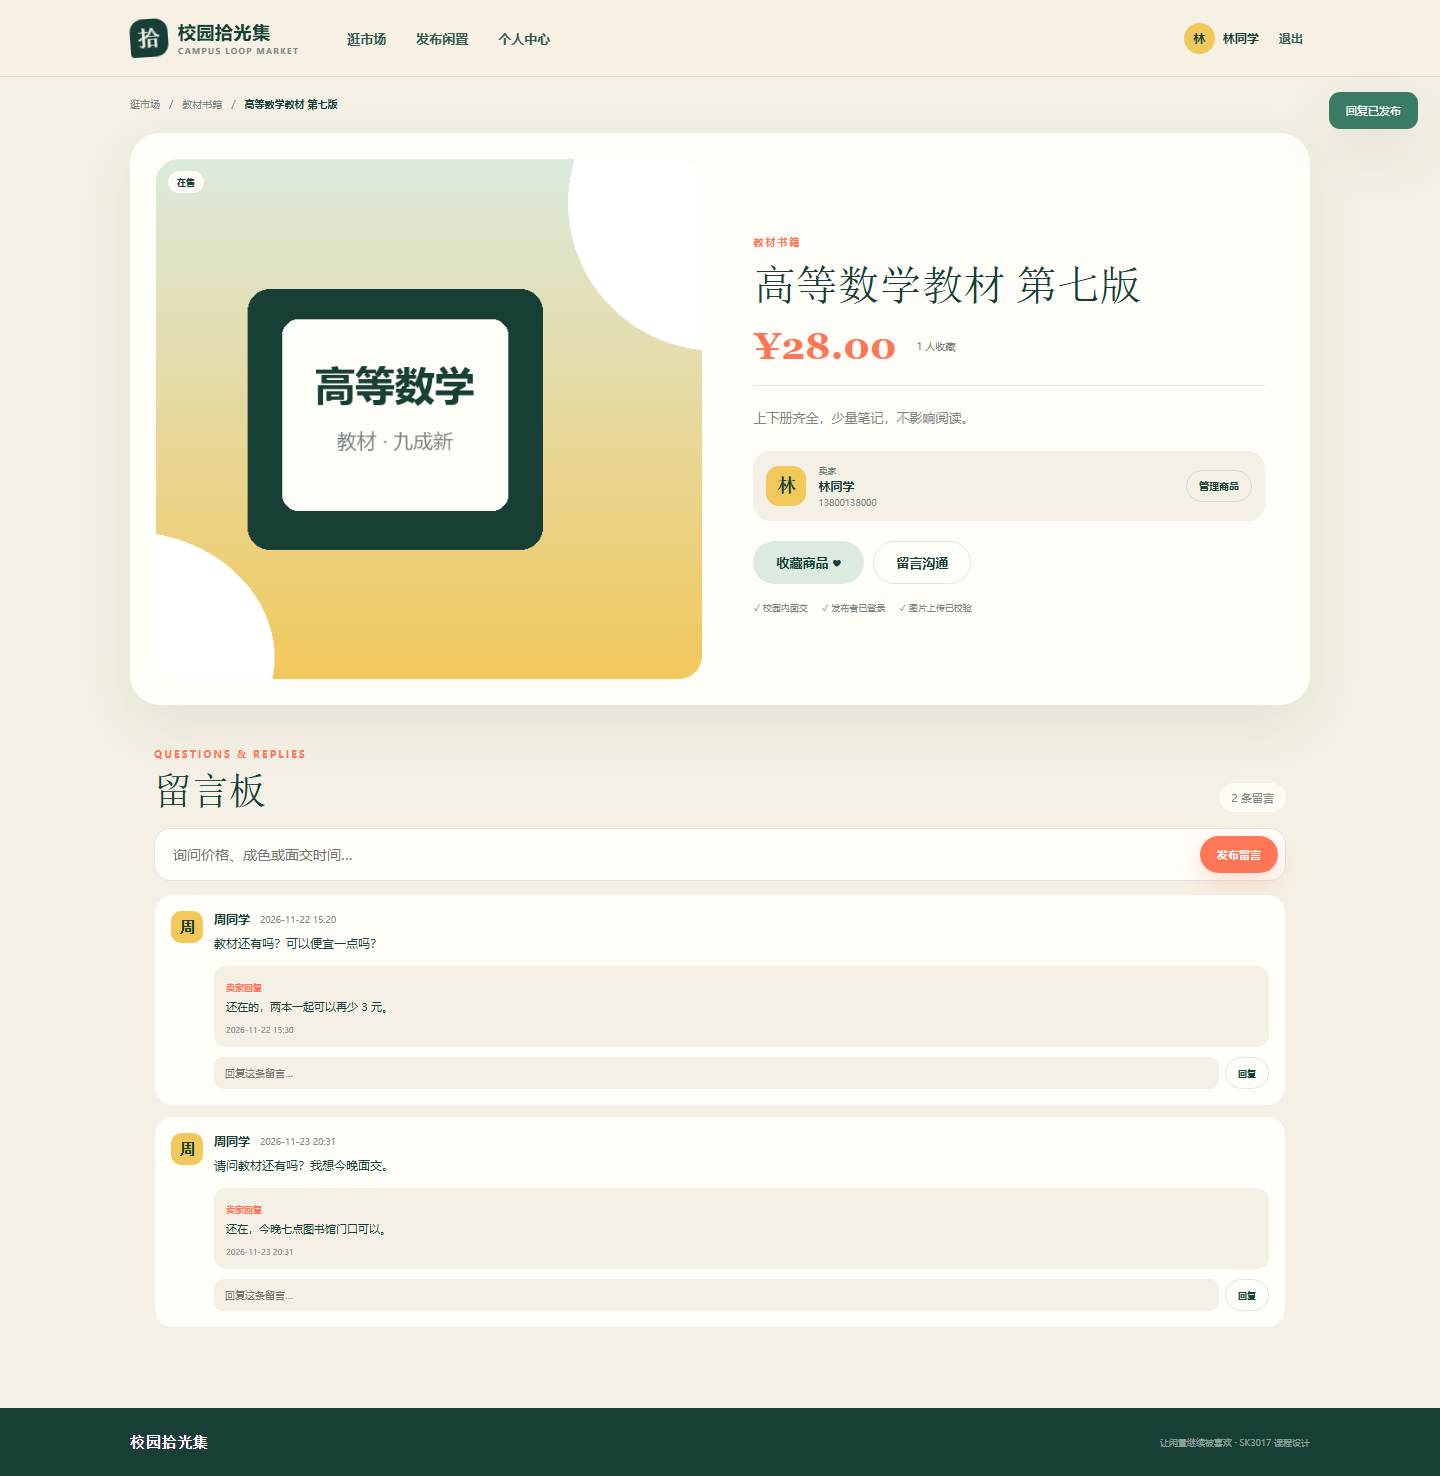 拾 校园拾光集
CAMPUS LOOP MARKET
逛市场 发布闲置 个人中心
林 林同学 退出
逛市场 / 教材书籍 / 高等数学教材 第七版
回复已发布
在售
高等数学
教材 · 九成新
教材书籍
高等数学教材 第七版
¥28.00 1 人收藏
上下册齐全，少量笔记，不影响阅读。
林
卖家
林同学
13800138000
管理商品
收藏商品 ♥ 留言沟通
✓ 校园内面交 ✓ 发布者已登录 ✓ 图片上传已校验
QUESTIONS & REPLIES
留言板
2 条留言
询问价格、成色或面交时间...
发布留言
周 周同学 2026-11-22 15:20
教材还有吗？可以便宜一点吗？
卖家回复
还在的，两本一起可以再少 3 元。
2026-11-22 15:30
回复这条留言... 回复
周 周同学 2026-11-23 20:31
请问教材还有吗？我想今晚面交。
卖家回复
还在，今晚七点图书馆门口可以。
2026-11-23 20:31
回复这条留言... 回复
校园拾光集
让闲置继续被喜欢 · SK3017 课程设计